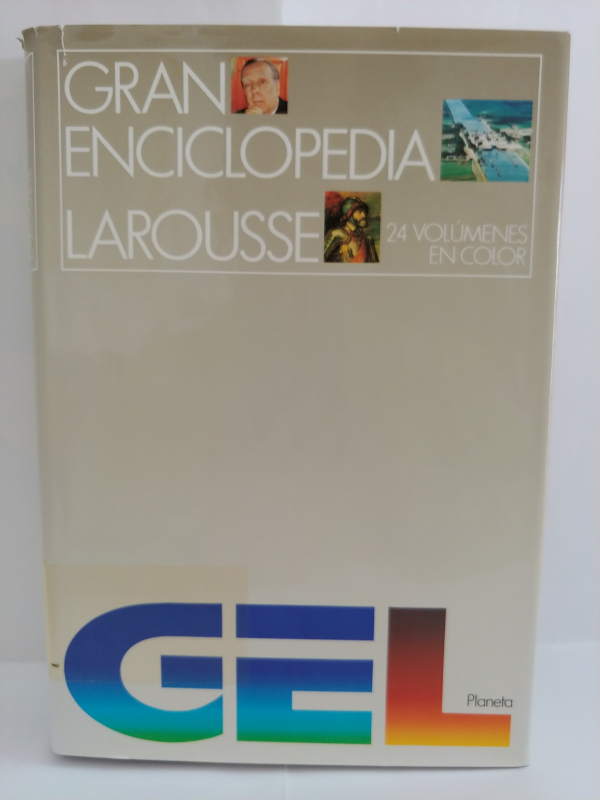 GRAN
ENCICLOPEDIA
LAROUSSE
24 VOLÚMENES
EN COLOR
GEL
Planeta